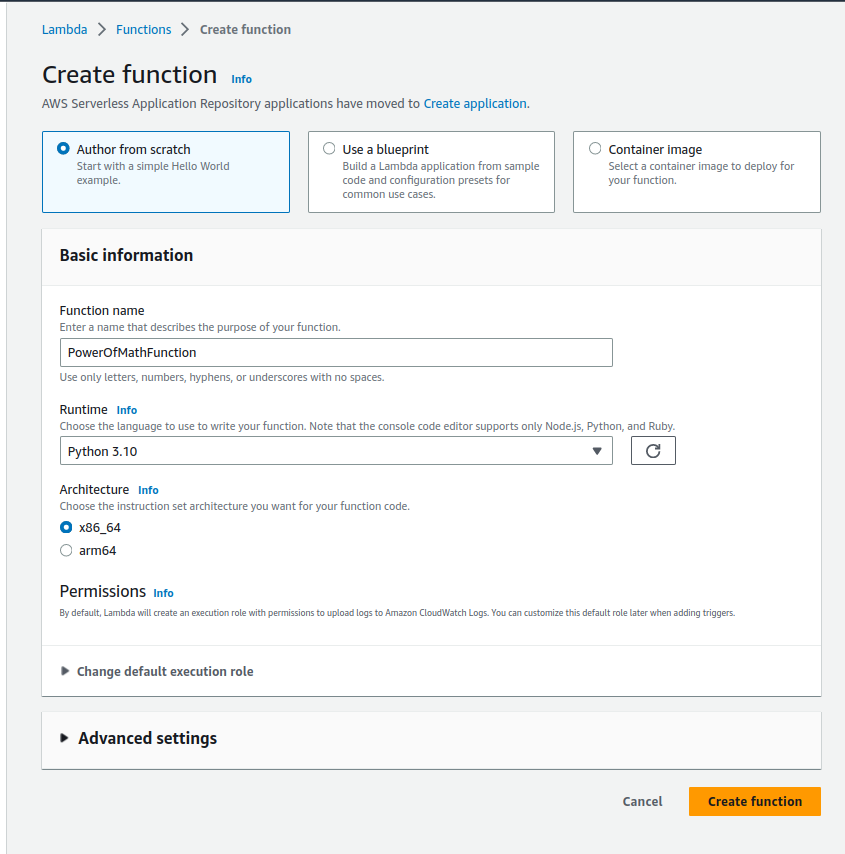 Lambda > Functions > Create function
Create function Info
AWS Serverless Application Repository applications have moved to Create application.
Author from scratch
Start with a simple Hello World
example.
Use a blueprint
Build a Lambda application from sample
code and configuration presets for
common use cases.
Container image
Select a container image to deploy for
your function.
Basic information
Function name
Enter a name that describes the purpose of your function.
PowerOfMathFunction
Use only letters, numbers, hyphens, or underscores with no spaces.
Runtime Info
Choose the language to use to write your function. Note that the console code editor supports only Node.js, Python, and Ruby.
Python 3.10
Architecture Info
Choose the instruction set architecture you want for your function code.
x86_64
arm64
Permissions Info
By default, Lambda will create an execution role with permissions to upload logs to Amazon CloudWatch Logs. You can customize this default role later when adding triggers.
Change default execution role
Advanced settings
Cancel
Create function